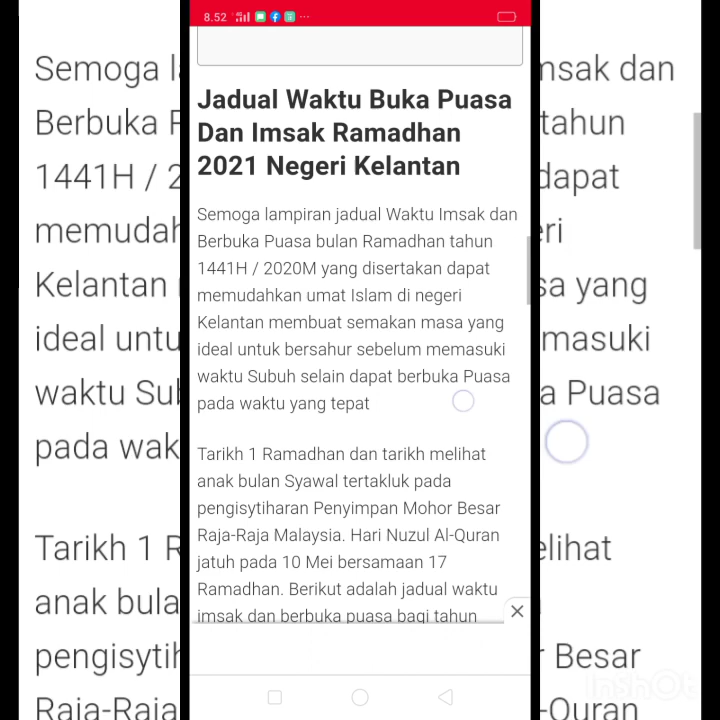 8.52
Jadual Waktu Buka Puasa
Dan Imsak Ramadhan
2021 Negeri Kelantan
Semoga lampiran jadual Waktu Imsak dan
Berbuka Puasa bulan Ramadhan tahun
1441H / 2020M yang disertakan dapat
memudahkan umat Islam di negeri
Kelantan membuat semakan masa yang
ideal untuk bersahur sebelum memasuki
waktu Subuh selain dapat berbuka Puasa
pada waktu yang tepat
Tarikh 1 Ramadhan dan tarikh melihat
anak bulan Syawal tertakluk pada
pengisytiharan Penyimpan Mohor Besar
Raja-Raja Malaysia. Hari Nuzul Al-Quran
jatuh pada 10 Mei bersamaan 17
Ramadhan. Berikut adalah jadual waktu
imsak dan berbuka puasa bagi tahun
InShOt